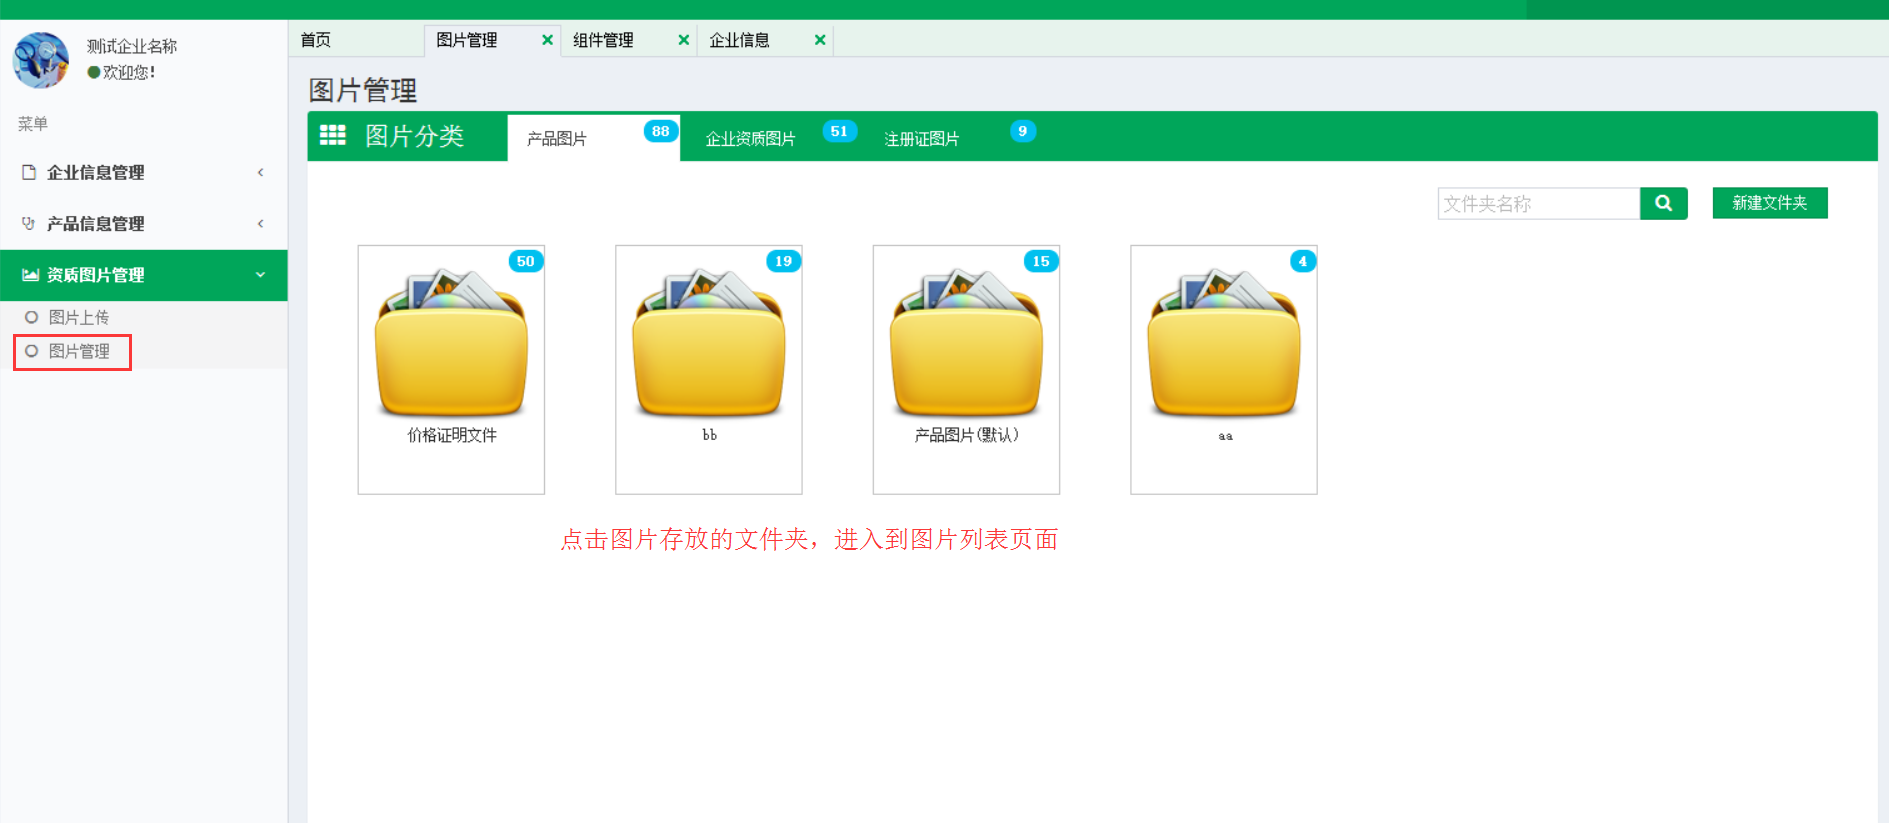 测试企业名称
欢迎您!
菜单
企业信息管理
产品信息管理
资质图片管理
图片上传
图片管理
首页
图片管理
组件管理
企业信息
图片管理
图片分类
产品图片 88
企业资质图片 51
注册证图片 9
文件夹名称
新建文件夹
50
价格证明文件
19
bb
15
产品图片(默认)
4
aa
点击图片存放的文件夹，进入到图片列表页面